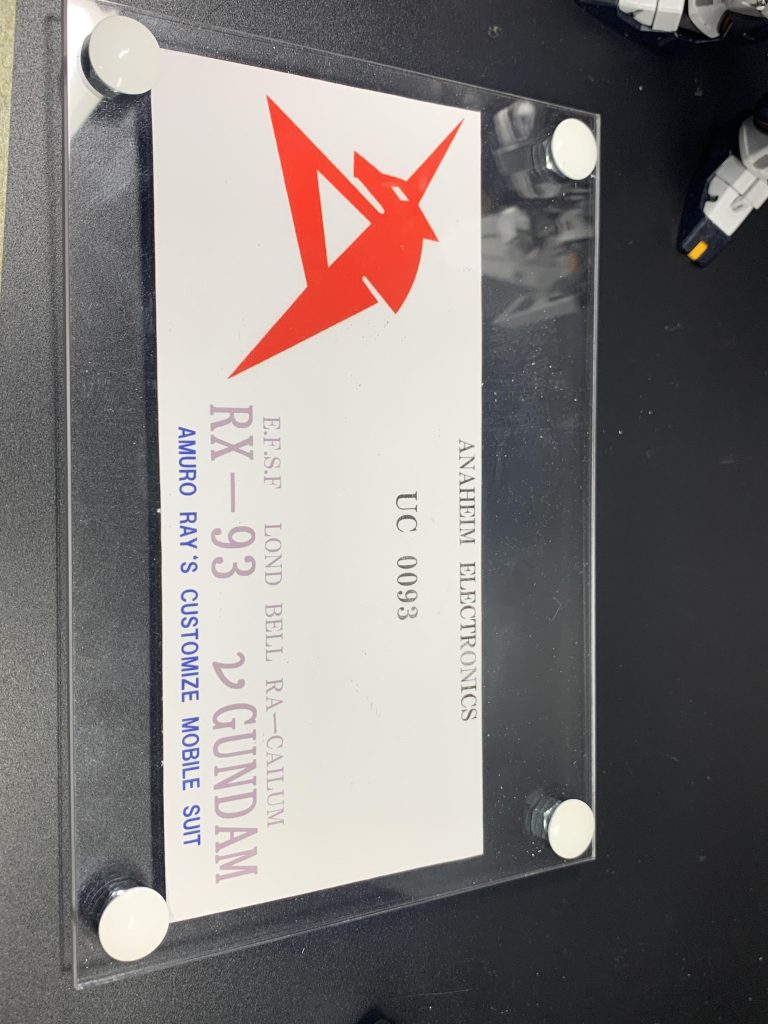 ANAHEIM ELECTRONICS
UC 0093
E.F.S.F LOND BELL RA—CAILUM
RX—93 ν GUNDAM
AMURO RAY'S CUSTOMIZE MOBILE SUIT